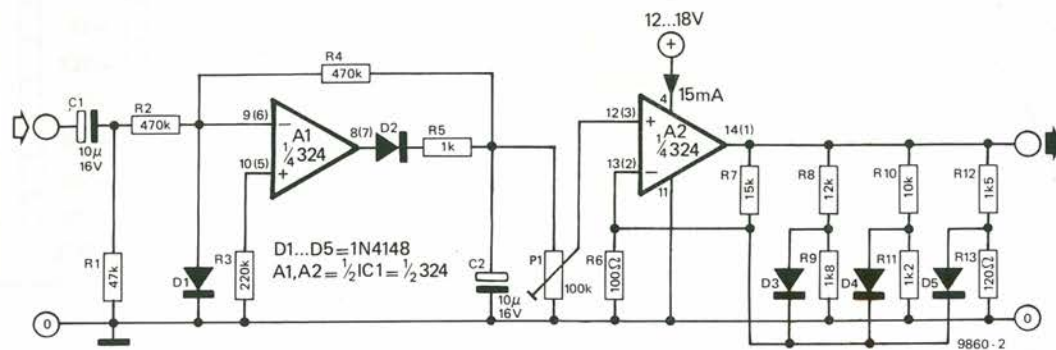 12...18V
R4
470k
4
15mA
C1
R2
470k
9(6)
−
A1
¼ 324
8(7)
D2
R5
1k
12(3)
+
A2
¼ 324
14(1)
10µ
16V
10(5)
+
13(2)
−
11
R7
15k
R8
12k
R10
10k
R12
1k5
R1
47k
D1
R3
220k
D1...D5=1N4148
A1,A2=½IC1=½324
C2
10µ
16V
P1
100k
R6
100Ω
D3
R9
1k8
D4
R11
1k2
D5
R13
120Ω
0
0
9860-2